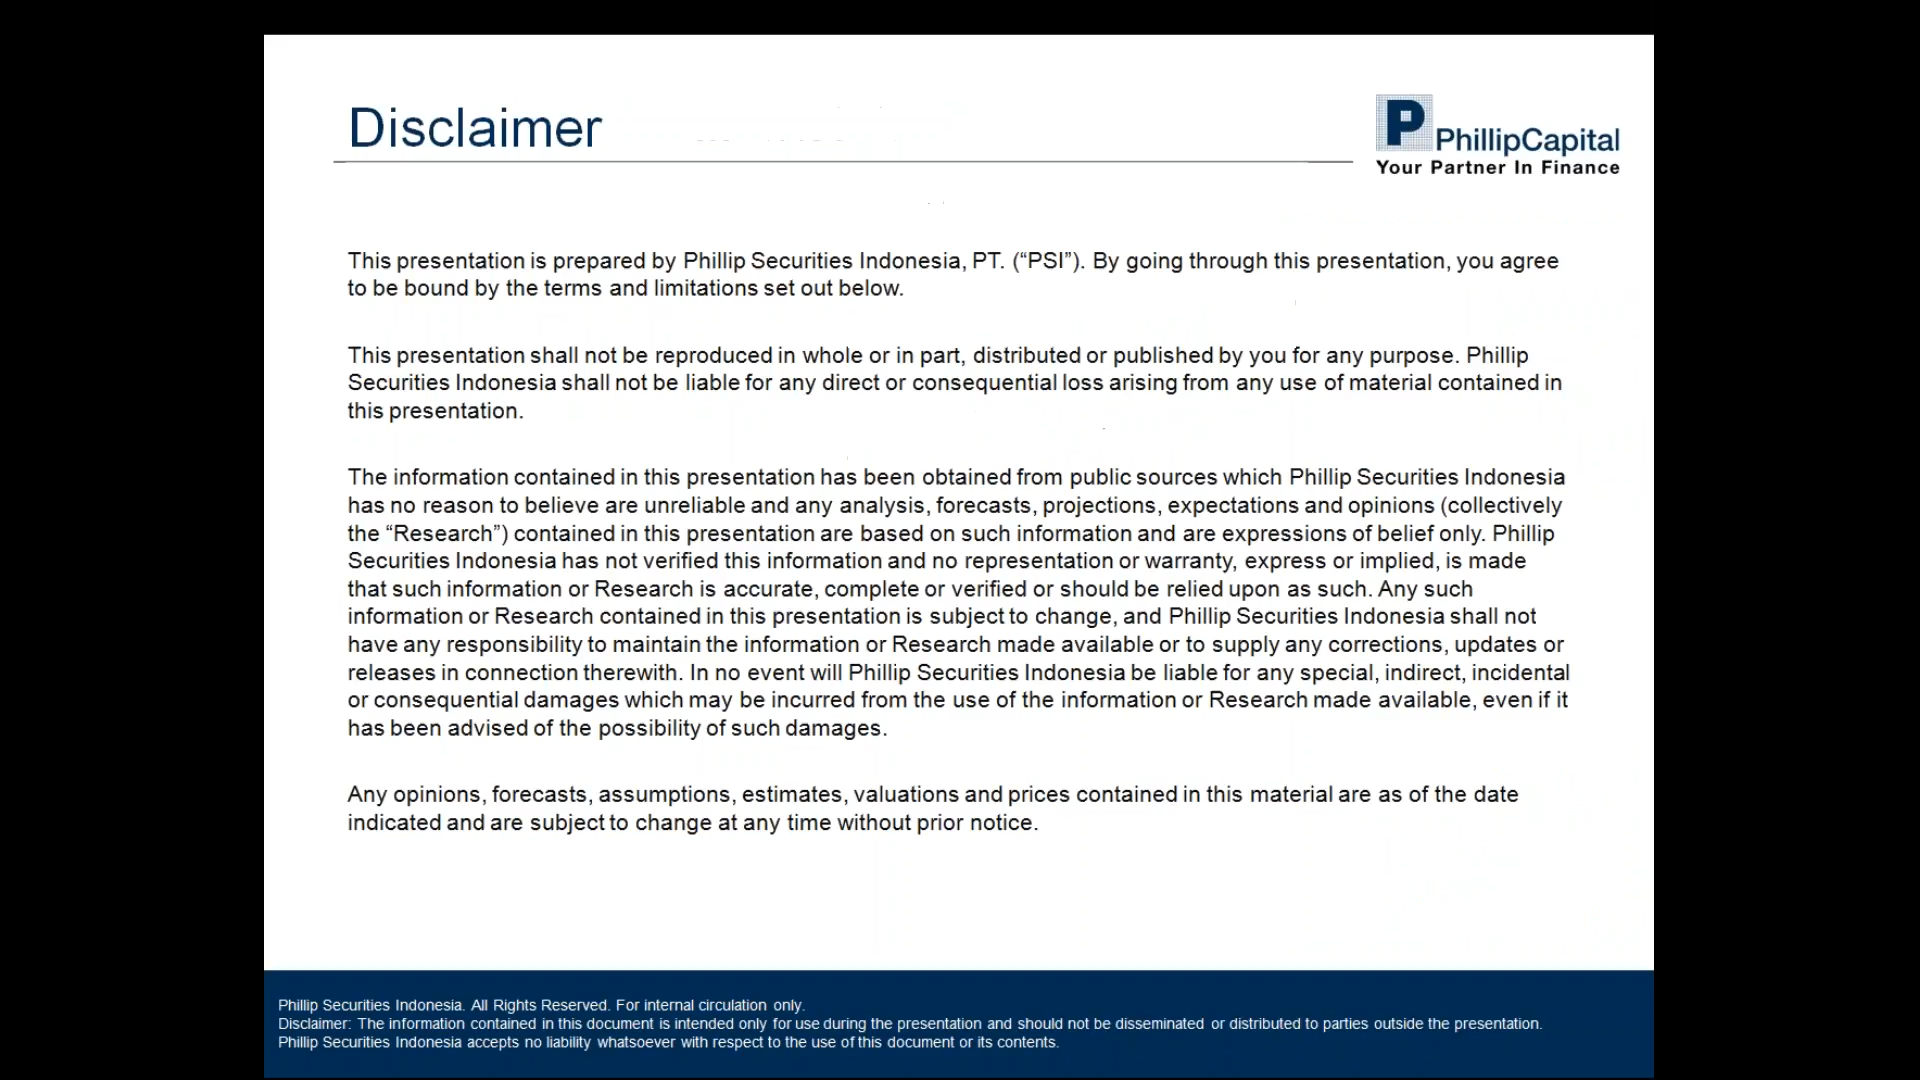 Disclaimer
P PhillipCapital
Your Partner In Finance
This presentation is prepared by Phillip Securities Indonesia, PT. (“PSI”). By going through this presentation, you agree
to be bound by the terms and limitations set out below.
This presentation shall not be reproduced in whole or in part, distributed or published by you for any purpose. Phillip
Securities Indonesia shall not be liable for any direct or consequential loss arising from any use of material contained in
this presentation.
The information contained in this presentation has been obtained from public sources which Phillip Securities Indonesia
has no reason to believe are unreliable and any analysis, forecasts, projections, expectations and opinions (collectively
the “Research”) contained in this presentation are based on such information and are expressions of belief only. Phillip
Securities Indonesia has not verified this information and no representation or warranty, express or implied, is made
that such information or Research is accurate, complete or verified or should be relied upon as such. Any such
information or Research contained in this presentation is subject to change, and Phillip Securities Indonesia shall not
have any responsibility to maintain the information or Research made available or to supply any corrections, updates or
releases in connection therewith. In no event will Phillip Securities Indonesia be liable for any special, indirect, incidental
or consequential damages which may be incurred from the use of the information or Research made available, even if it
has been advised of the possibility of such damages.
Any opinions, forecasts, assumptions, estimates, valuations and prices contained in this material are as of the date
indicated and are subject to change at any time without prior notice.
Phillip Securities Indonesia. All Rights Reserved. For internal circulation only.
Disclaimer: The information contained in this document is intended only for use during the presentation and should not be disseminated or distributed to parties outside the presentation.
Phillip Securities Indonesia accepts no liability whatsoever with respect to the use of this document or its contents.